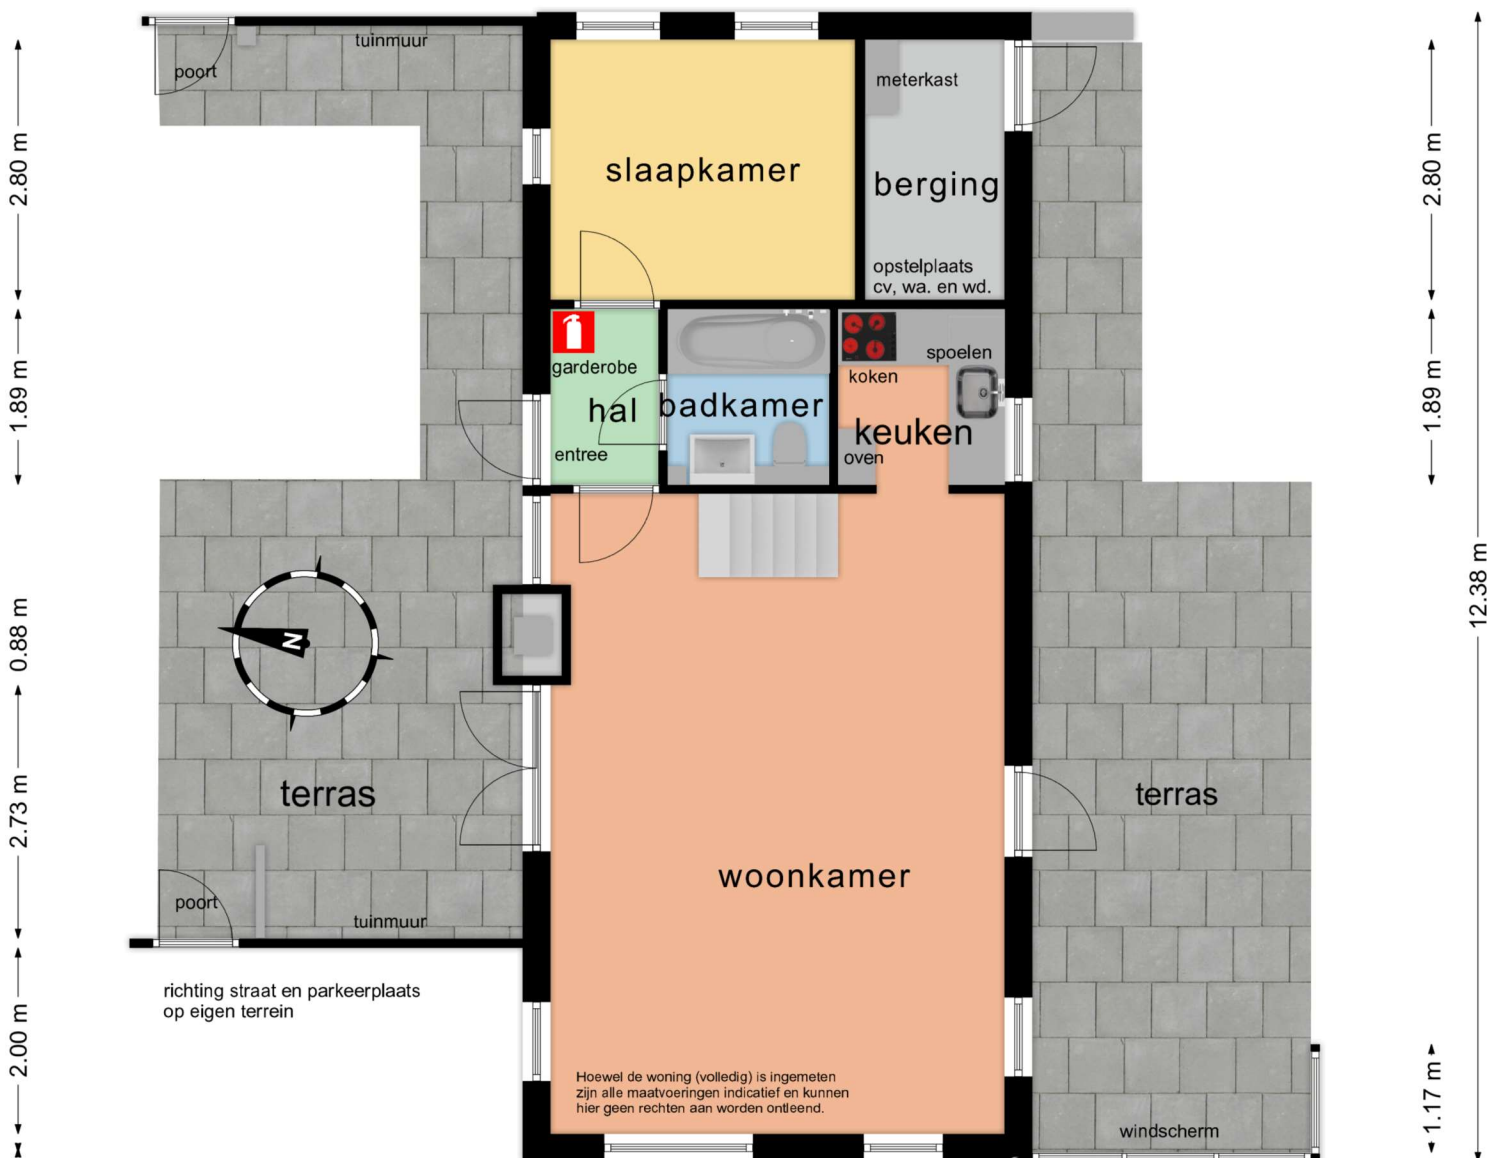 tuinmuur
poort
meterkast
2.80 m
2.80 m
slaapkamer
berging
opstelplaats
cv, wa. en wd.
garderobe
hal
entree
badkamer
koken
spoelen
keuken
oven
1.89 m
1.89 m
12.38 m
0.88 m
N
terras
terras
2.73 m
woonkamer
poort
tuinmuur
richting straat en parkeerplaats
op eigen terrein
2.00 m
Hoewel de woning (volledig) is ingemeten
zijn alle maatvoeringen indicatief en kunnen
hier geen rechten aan worden ontleend.
windscherm
1.17 m